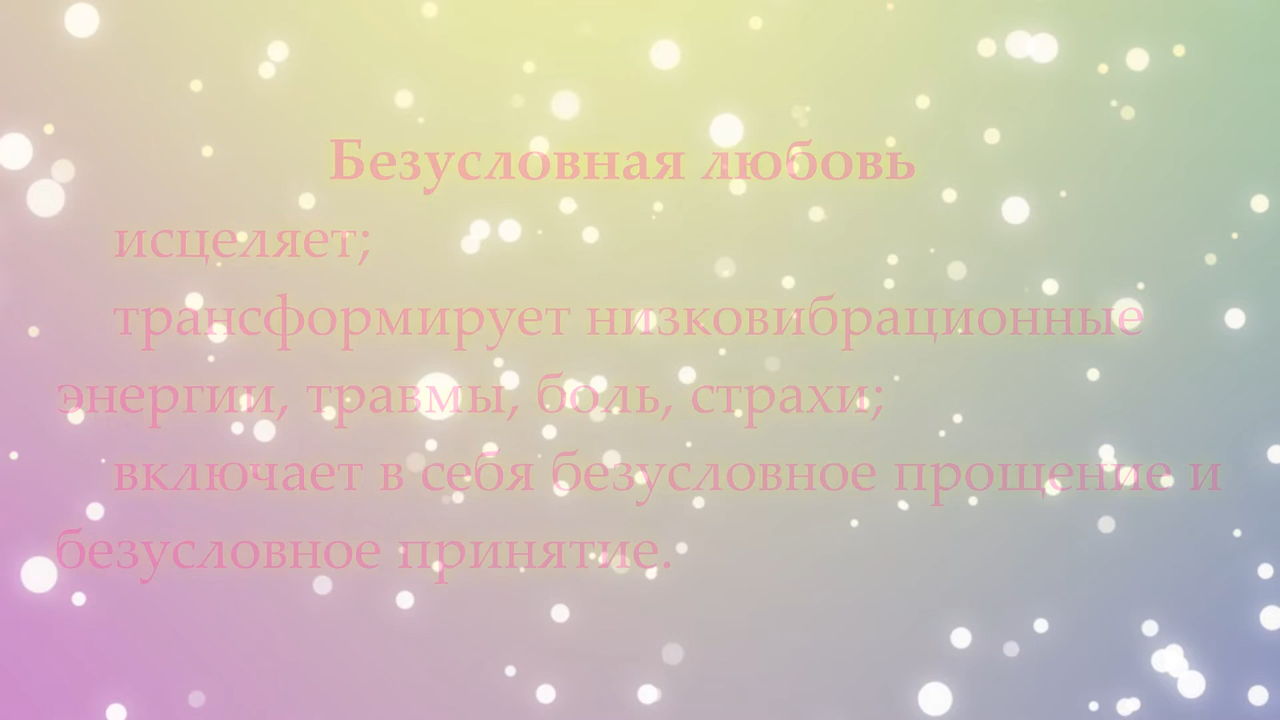 Безусловная любовь
исцеляет;
трансформирует низковибрационные
энергии, травмы, боль, страхи;
включает в себя безусловное прощение и
безусловное принятие.